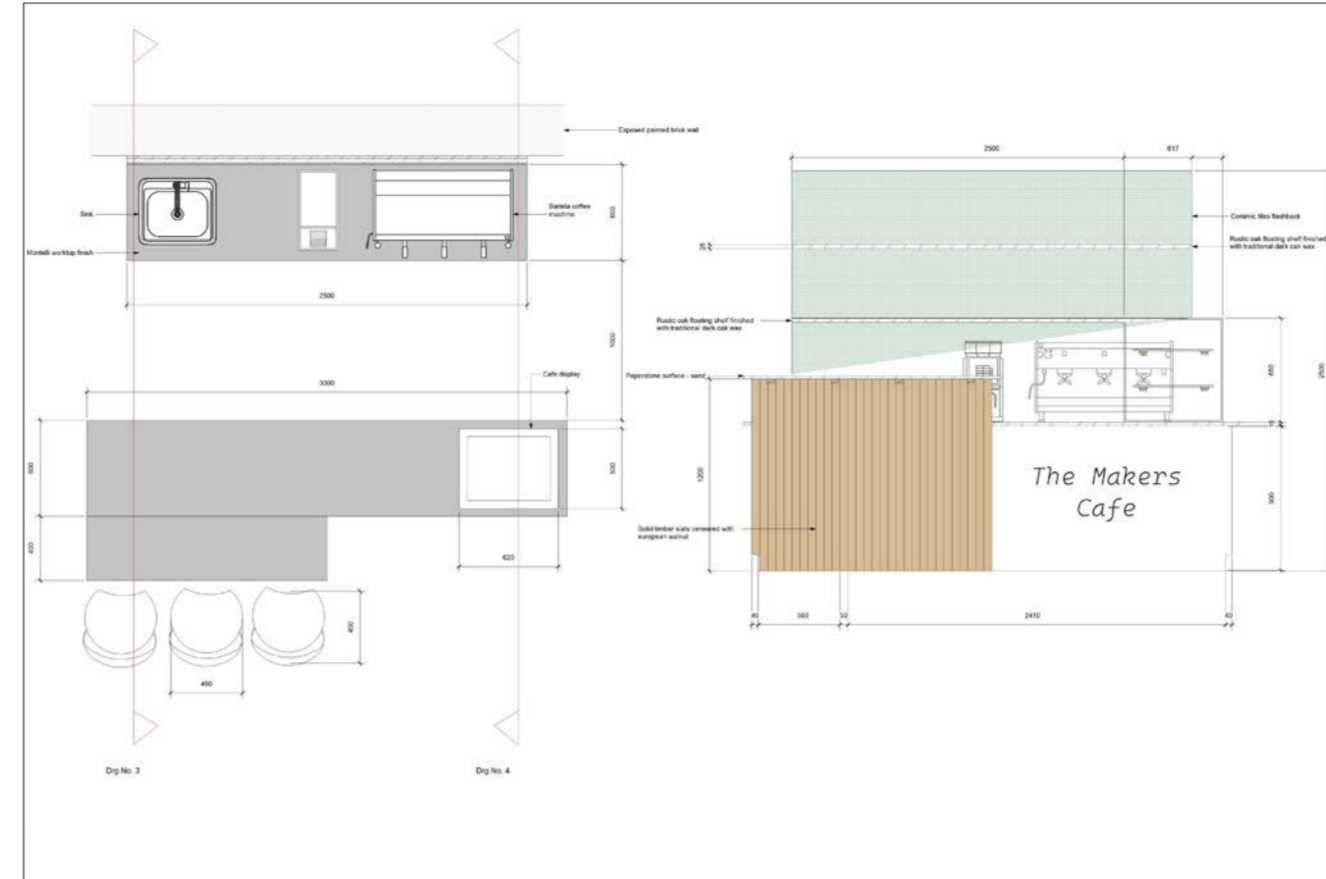 Exposed painted brick wall
600
Sink
Barista coffee
machine
Montelli worktop finish
2500
1000
3300
Cafe display
600
500
450
620
450
450
Drg No. 3
Drg No. 4
2500
617
Ceramic tiles flashback
Rustic oak floating shelf finished
with traditional dark oak wax
Rustic oak floating shelf finished
with traditional dark oak wax
Paperstone surface - sand
650
2500
1200
The Makers
Cafe
900
Solid timber slats veneered with
european walnut
40
560
50
2410
40